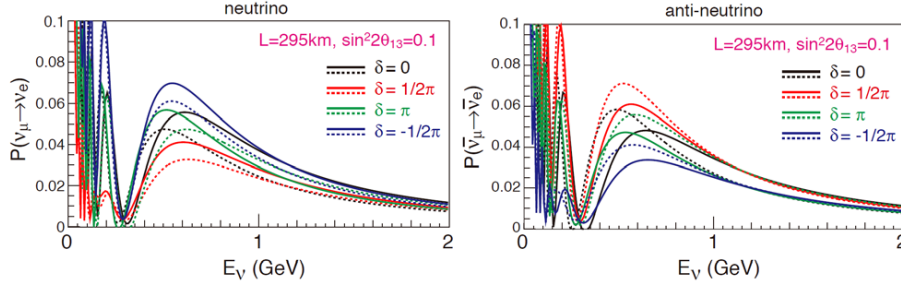 neutrino
L=295km, sin²2θ₁₃=0.1
δ = 0
δ = 1/2π
δ = π
δ = -1/2π
P(νμ→νe)
0.1
0.08
0.06
0.04
0.02
0
1
2
Eν (GeV)
anti-neutrino
L=295km, sin²2θ₁₃=0.1
δ = 0
δ = 1/2π
δ = π
δ = -1/2π
P(ν̄μ→ν̄e)
0.1
0.08
0.06
0.04
0.02
0
1
2
Eν (GeV)